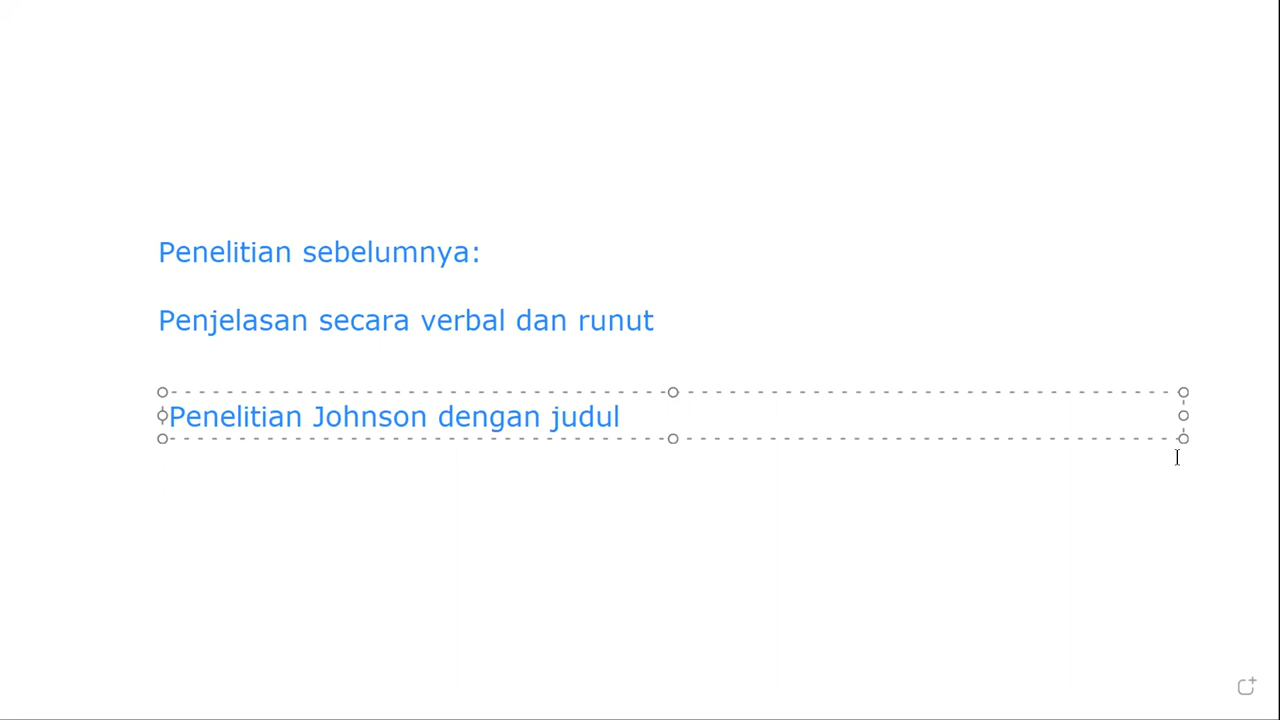 Penelitian sebelumnya:
Penjelasan secara verbal dan runut
Penelitian Johnson dengan judul